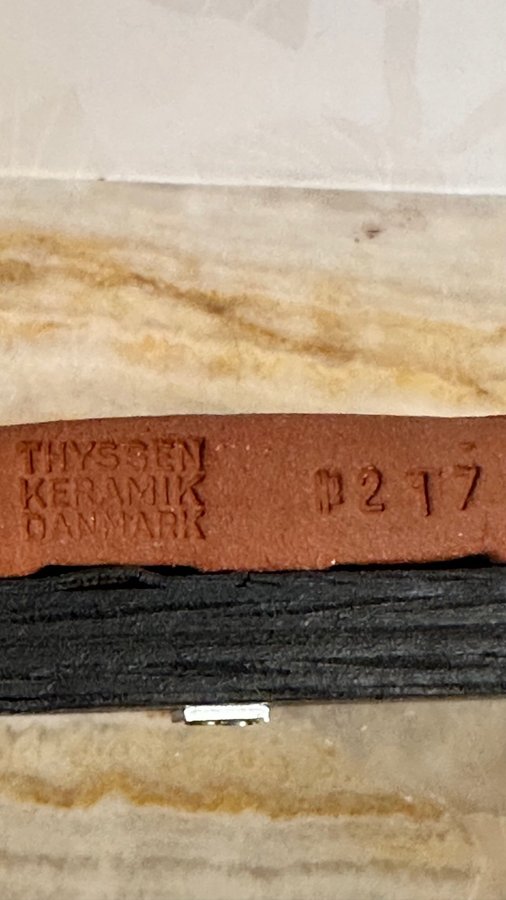 THYSSEN
KERAMIK
DANMARK
217